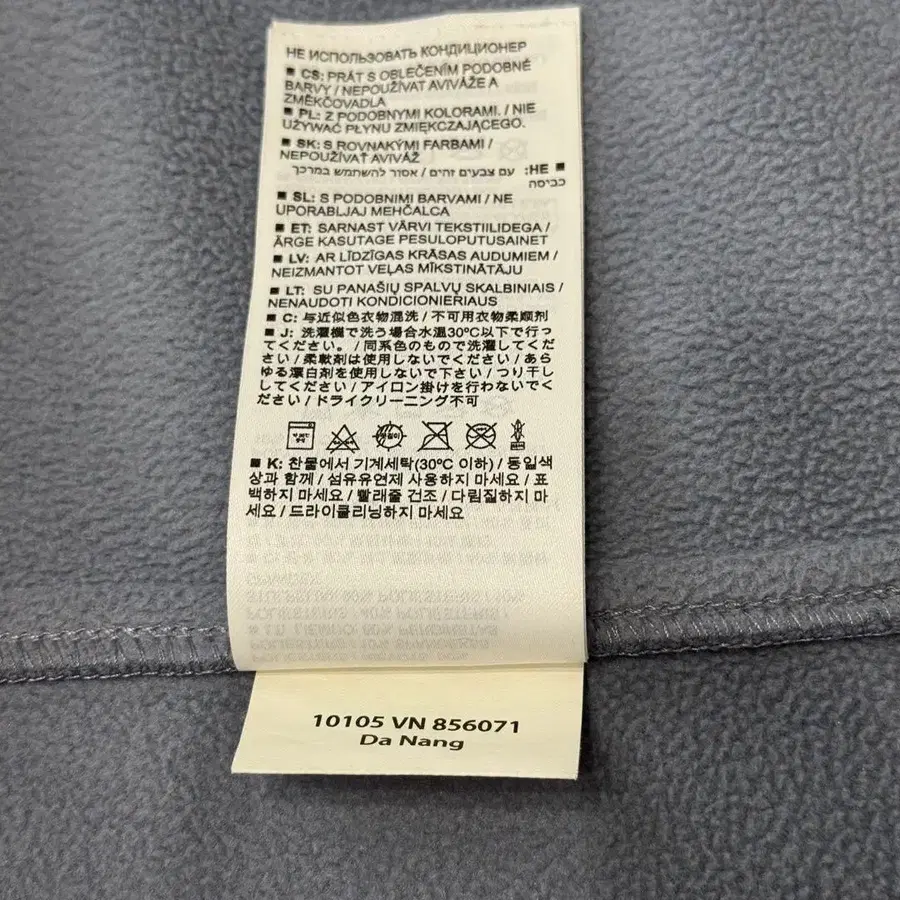 НЕ ИСПОЛЬЗОВАТЬ КОНДИЦИОНЕР
■ CS: PRÁT S OBLEČENÍM PODOBNÉ
BARVY / NEPOUŽÍVAT AVIVÁŽE A
ZMĚKČOVADLA
■ PL: Z PODOBNYMI KOLORAMI. / NIE
UŻYWAĆ PŁYNU ZMIĘKCZAJĄCEGO.
■ SK: S ROVNAKÝMI FARBAMI /
NEPOUŽÍVAŤ AVIVÁŽ
■ HE: עם צבעים זהים / אסור להשתמש במרכך
כביסה
■ SL: S PODOBNIMI BARVAMI / NE
UPORABLJAJ MEHČALCA
■ ET: SARNAST VÄRVI TEKSTIILIDEGA /
ÄRGE KASUTAGE PESULOPUTUSAINET
■ LV: AR LĪDZĪGAS KRĀSAS AUDUMIEM /
NEIZMANTOT VEĻAS MĪKSTINĀTĀJU
■ LT: SU PANAŠIŲ SPALVŲ SKALBINIAIS /
NENAUDOTI KONDICIONIERIAUS
■ C: 与近似色衣物混洗 / 不可用衣物柔顺剂
■ J: 洗濯機で洗う場合水温30℃以下で行っ
てください。 / 同系色のもので洗濯してくだ
さい / 柔軟剤は使用しないでください / あら
ゆる漂白剤を使用しないで下さい / つり干し
してください / アイロン掛けを行わないでく
ださい / ドライクリーニング不可
■ K: 찬물에서 기계세탁(30℃ 이하) / 동일색
상과 함께 / 섬유유연제 사용하지 마세요 / 표
백하지 마세요 / 빨래줄 건조 / 다림질하지 마
세요 / 드라이클리닝하지 마세요
10105 VN 856071
Da Nang